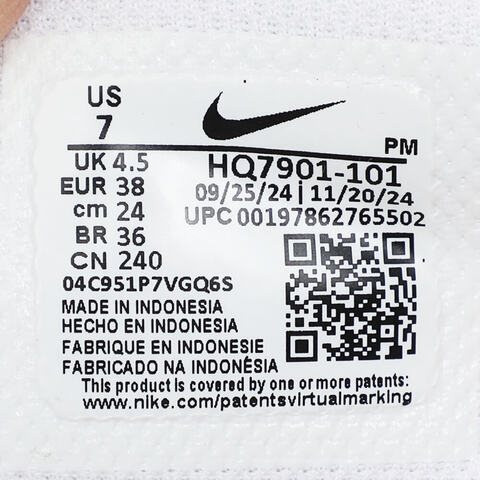 US
7
PM
UK 4.5
EUR 38
cm 24
BR 36
CN 240
HQ7901-101
09/25/24 | 11/20/24
UPC 00197862765502
04C951P7VGQ6S
MADE IN INDONESIA
HECHO EN INDONESIA
FABRIQUE EN INDONESIE
FABRICADO NA INDONÉSIA
This product is covered by one or more patents:
www.nike.com/patentsvirtualmarking